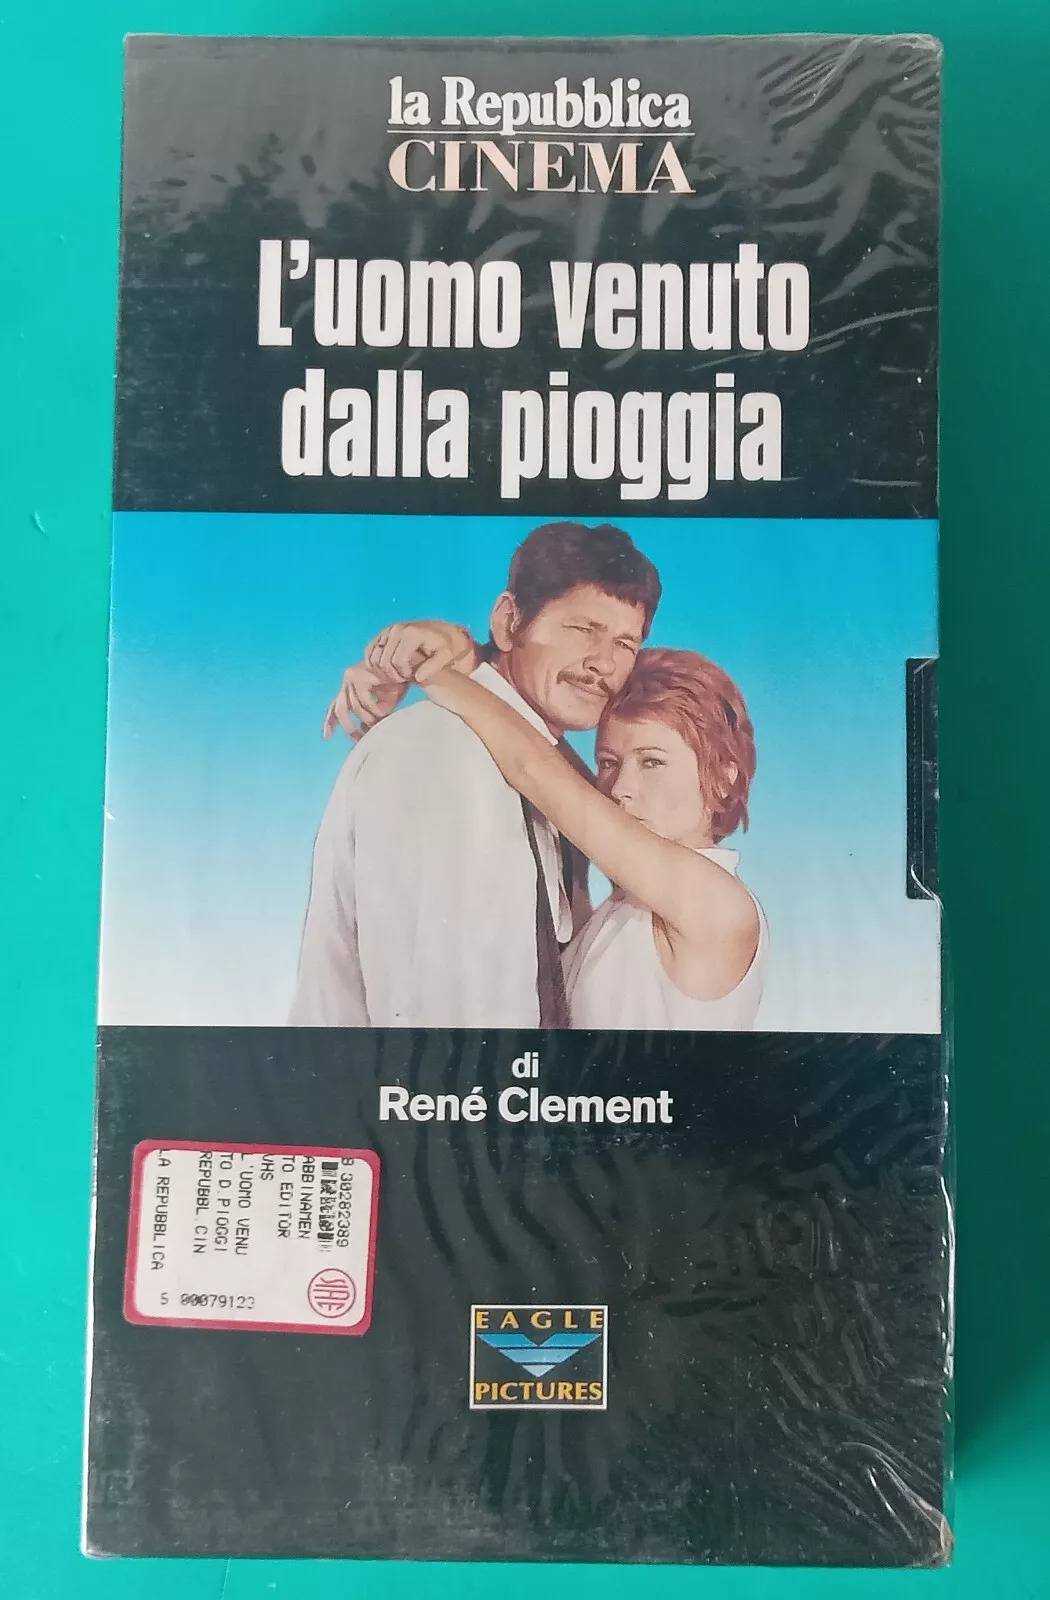 la Repubblica
CINEMA
L'uomo venuto
dalla pioggia
di
René Clement
B 30282389
ABBINAMEN
TO EDITOR
VHS
L'UOMO VENU
TO D.PIOGGI
REPUBBL.CIN
LA REPUBBLICA
S 00079123
SIAE
EAGLE
PICTURES